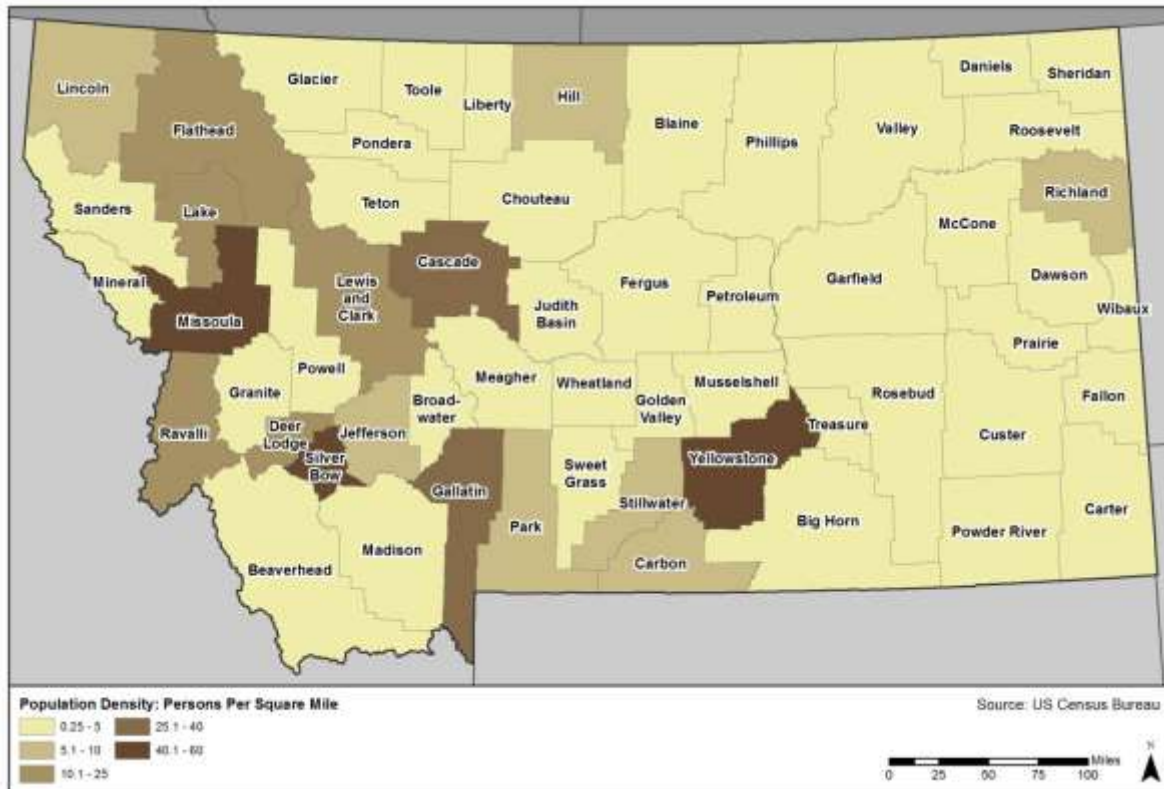 Lincoln
Flathead
Glacier
Toole
Liberty
Hill
Blaine
Phillips
Valley
Daniels
Sheridan
Roosevelt
Pondera
Teton
Chouteau
Richland
McCone
Sanders
Lake
Mineral
Missoula
Lewis
and
Clark
Cascade
Judith
Basin
Fergus
Petroleum
Garfield
Dawson
Wibaux
Prairie
Powell
Granite
Meagher
Wheatland
Golden
Valley
Musselshell
Rosebud
Treasure
Custer
Fallon
Broad-
water
Ravalli
Deer
Lodge
Silver
Bow
Jefferson
Gallatin
Park
Sweet
Grass
Stillwater
Yellowstone
Big Horn
Powder River
Carter
Carbon
Madison
Beaverhead
Population Density: Persons Per Square Mile
0.25 - 5
5.1 - 10
10.1 - 25
25.1 - 40
40.1 - 60
Source: US Census Bureau
N
Miles
0 25 50 75 100